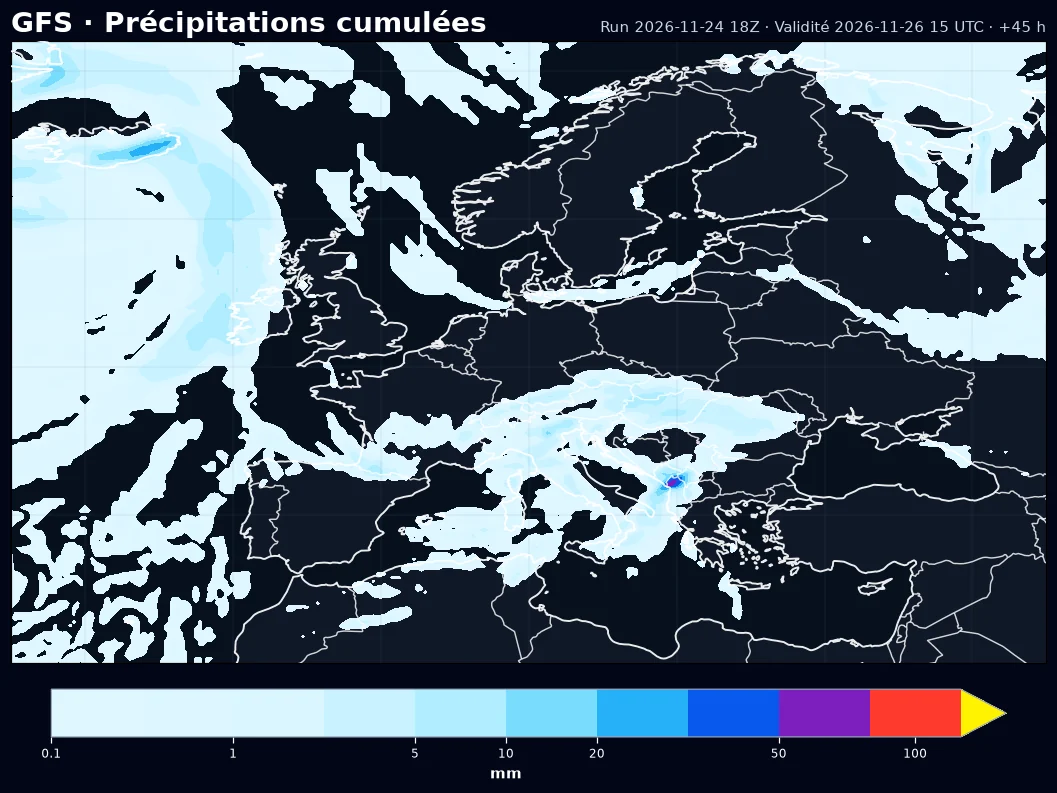 GFS · Précipitations cumulées
Run 2026-11-24 18Z · Validité 2026-11-26 15 UTC · +45 h
0.1 1 5 10 20 50 100
mm